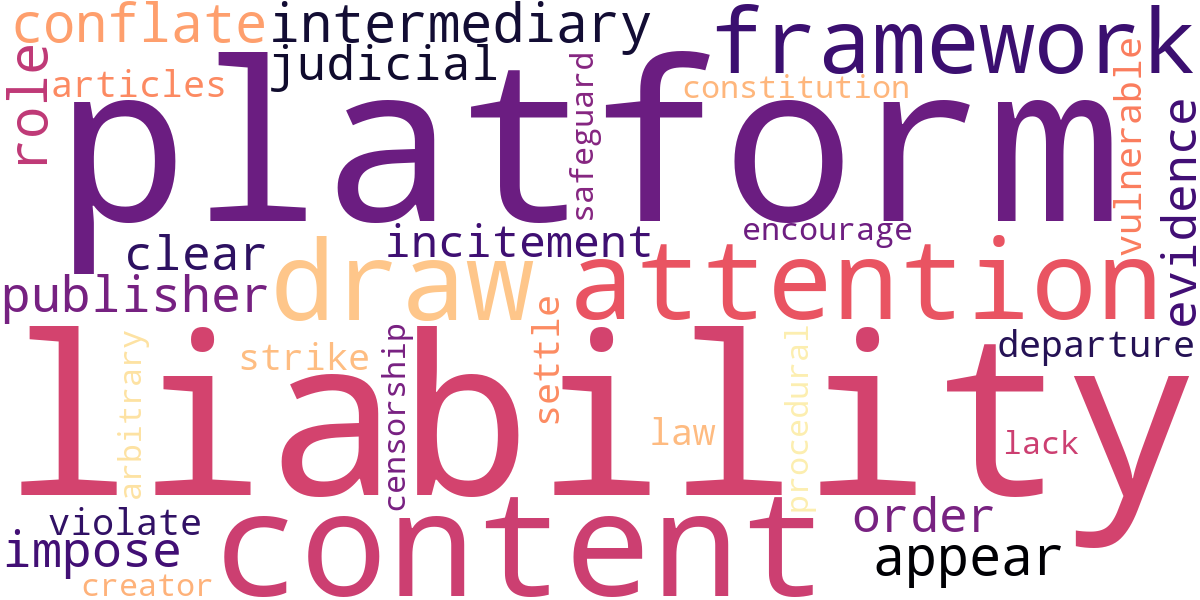 conflate
intermediary
framework
role
articles
judicial
safeguard
constitution
vulnerable
platform
evidence
clear
incitement
encourage
publisher
draw
attention
arbitrary
strike
censorship
settle
liability
law
procedural
departure
lack
violate
impose
creator
content
order
appear